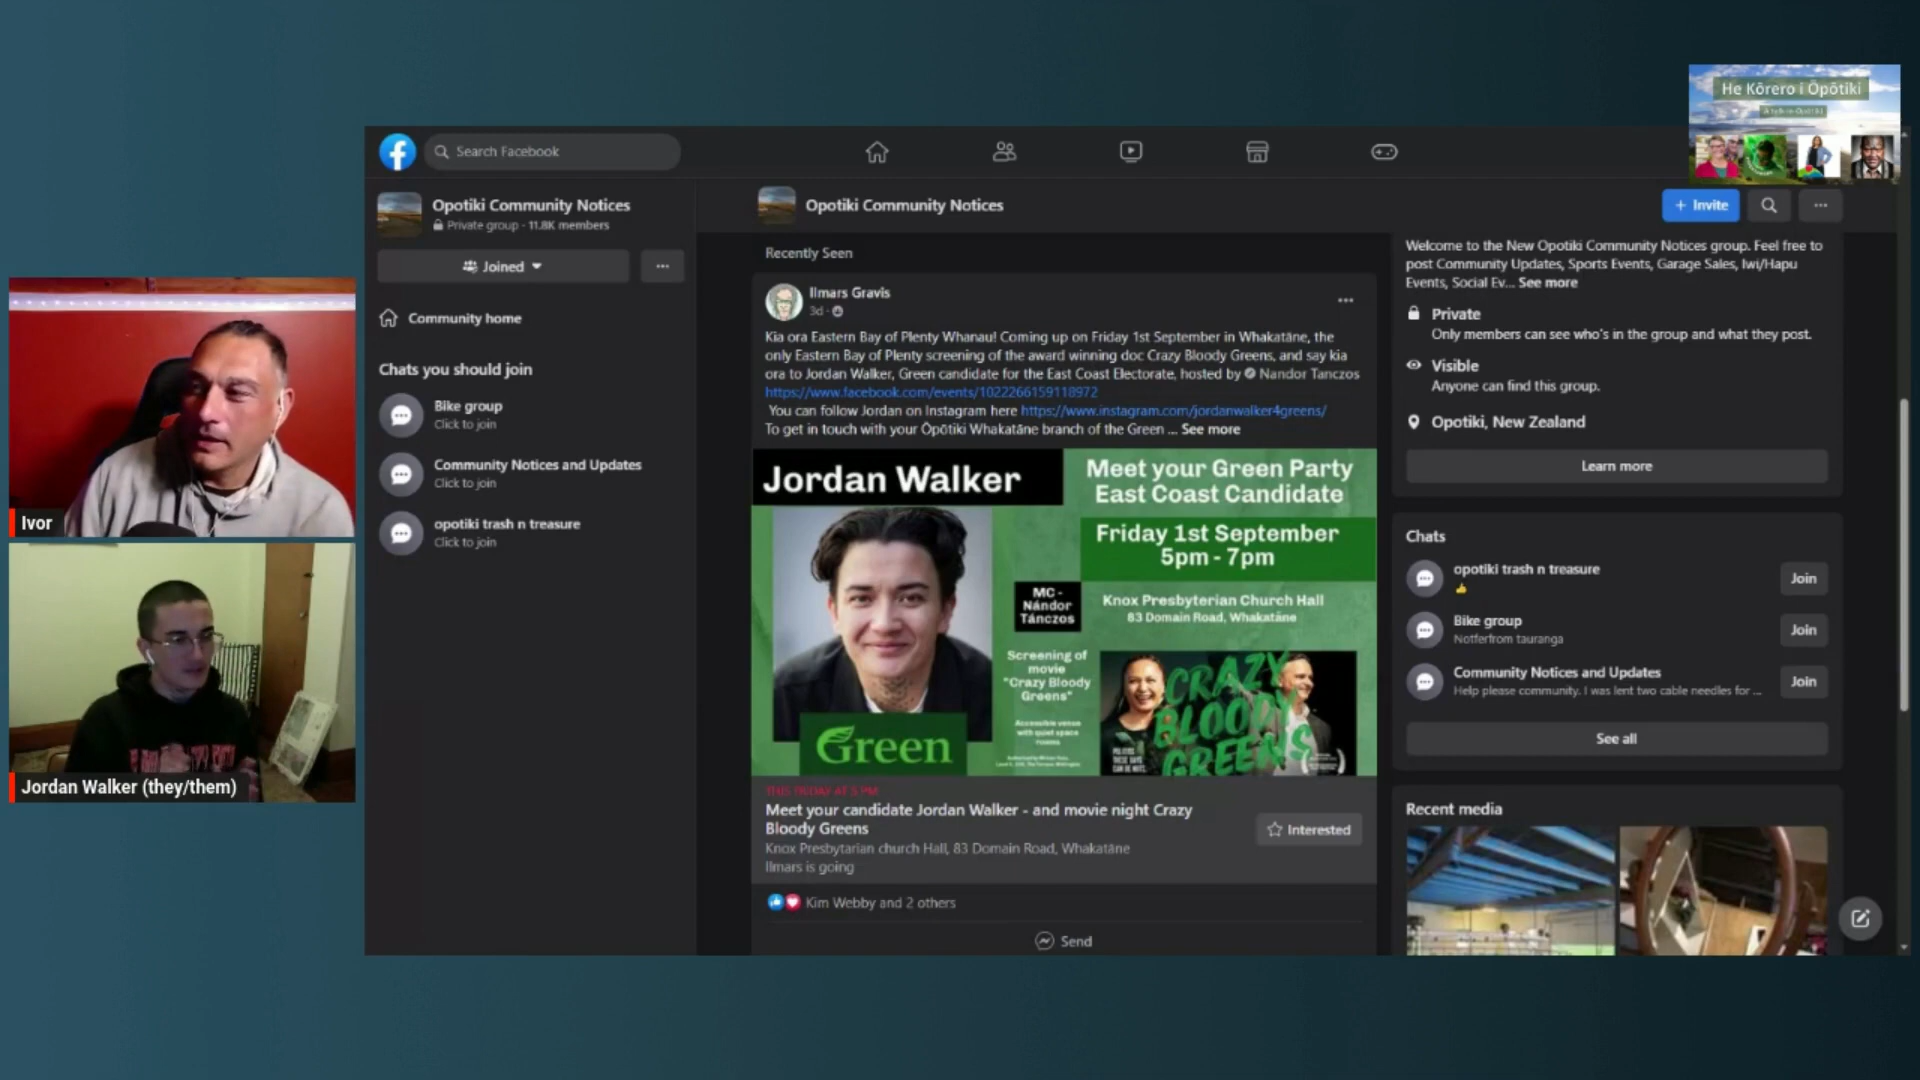 He Kōrero i Ōpōtiki
Search Facebook
Opotiki Community Notices
Private group · 11.8K members
Joined
Community home
Chats you should join
Bike group
Click to join
Community Notices and Updates
Click to join
opotiki trash n treasure
Click to join
Ivor
Jordan Walker (they/them)
Opotiki Community Notices
+ Invite
Recently Seen
Ilmars Gravis
3d ·
Kia ora Eastern Bay of Plenty Whanau! Coming up on Friday 1st September in Whakatāne, the
only Eastern Bay of Plenty screening of the award winning doc Crazy Bloody Greens, and say kia
ora to Jordan Walker, Green candidate for the East Coast Electorate, hosted by Nandor Tanczos
https://www.facebook.com/events/1022266159118972
You can follow Jordan on Instagram here https://www.instagram.com/jordanwalker4greens/
To get in touch with your Ōpōtiki Whakatāne branch of the Green ... See more
Jordan Walker
Meet your Green Party
East Coast Candidate
Friday 1st September
5pm - 7pm
MC -
Nándor
Tánczos
Knox Presbyterian Church Hall
83 Domain Road, Whakatāne
Screening of
movie
"Crazy Bloody
Greens"
Accessible venue
with quiet space
rooms
Green
CRAZY
BLOODY
GREENS
THIS FRIDAY AT 5 PM
Meet your candidate Jordan Walker - and movie night Crazy
Bloody Greens
Knox Presbytarian church Hall, 83 Domain Road, Whakatāne
Ilmars is going
Interested
Kim Webby and 2 others
Send
Welcome to the New Opotiki Community Notices group. Feel free to
post Community Updates, Sports Events, Garage Sales, Iwi/Hapu
Events, Social Ev... See more
Private
Only members can see who's in the group and what they post.
Visible
Anyone can find this group.
Opotiki, New Zealand
Learn more
Chats
opotiki trash n treasure
Join
Bike group
Notferfrom tauranga
Join
Community Notices and Updates
Help please community. I was lent two cable needles for ...
Join
See all
Recent media